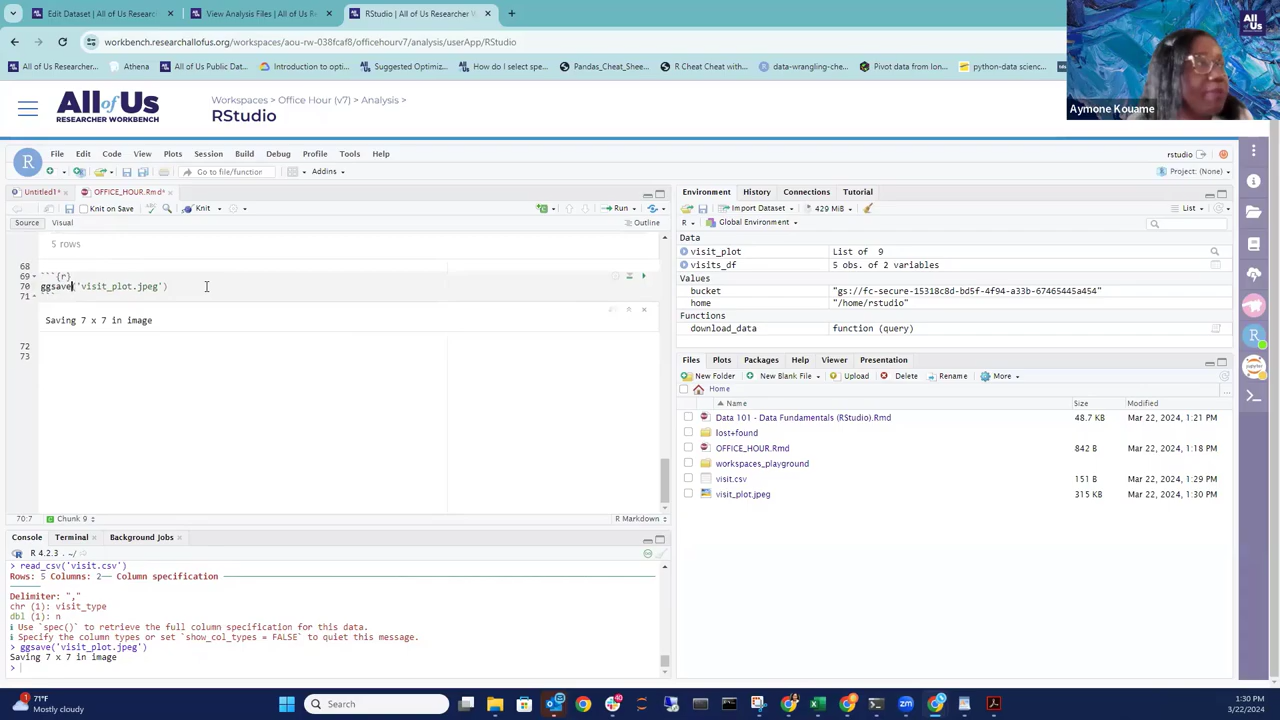 Edit Dataset | All of Us Researc
View Analysis Files | All of Us R
RStudio | All of Us Researcher W
workbench.researchallofus.org/workspaces/aou-rw-038fcaf8/officehourv7/analysis/userApp/RStudio
All of Us Researcher...
Athena
All of Us Public Dat...
Introduction to opti...
Suggested Optimiz...
How do I select spe...
Pandas_Cheat_Shee...
R Cheat Cheat with...
data-wrangling-che...
Pivot data from lon...
python-data scienc...
All of Us
Aymone Kouame
All of Us
RESEARCHER WORKBENCH
Workspaces > Office Hour (v7) > Analysis >
RStudio
R
File Edit Code View Plots Session Build Debug Profile Tools Help
rstudio
Go to file/function
Addins
Project: (None)
Untitled1*
OFFICE_HOUR.Rmd*
Knit on Save
Knit
Run
Source
Visual
Outline
5 rows
68
69 ```{r}
70 ggsave('visit_plot.jpeg')
71 ```
Saving 7 x 7 in image
72
73
70:7
Chunk 9
R Markdown
Console
Terminal
Background Jobs
R 4.2.3 . ~/
> read_csv('visit.csv')
Rows: 5 Columns: 2── Column specification
Delimiter: ","
chr (1): visit_type
dbl (1): n
ℹ Use `spec()` to retrieve the full column specification for this data.
ℹ Specify the column types or set `show_col_types = FALSE` to quiet this message.
> ggsave('visit_plot.jpeg')
Saving 7 x 7 in image
>
Environment
History
Connections
Tutorial
Import Dataset
429 MiB
List
R
Global Environment
Data
visit_plot List of 9
visits_df 5 obs. of 2 variables
Values
bucket "gs://fc-secure-15318c8d-bd5f-4f94-a33b-67465445a454"
home "/home/rstudio"
Functions
download_data function (query)
Files
Plots
Packages
Help
Viewer
Presentation
New Folder
New Blank File
Upload
Delete
Rename
More
Home
Name Size Modified
Data 101 - Data Fundamentals (RStudio).Rmd 48.7 KB Mar 22, 2024, 1:21 PM
lost+found
OFFICE_HOUR.Rmd 842 B Mar 22, 2024, 1:18 PM
workspaces_playground
visit.csv 151 B Mar 22, 2024, 1:29 PM
visit_plot.jpeg 315 KB Mar 22, 2024, 1:30 PM
71°F
Mostly cloudy
Search
1:30 PM
3/22/2024